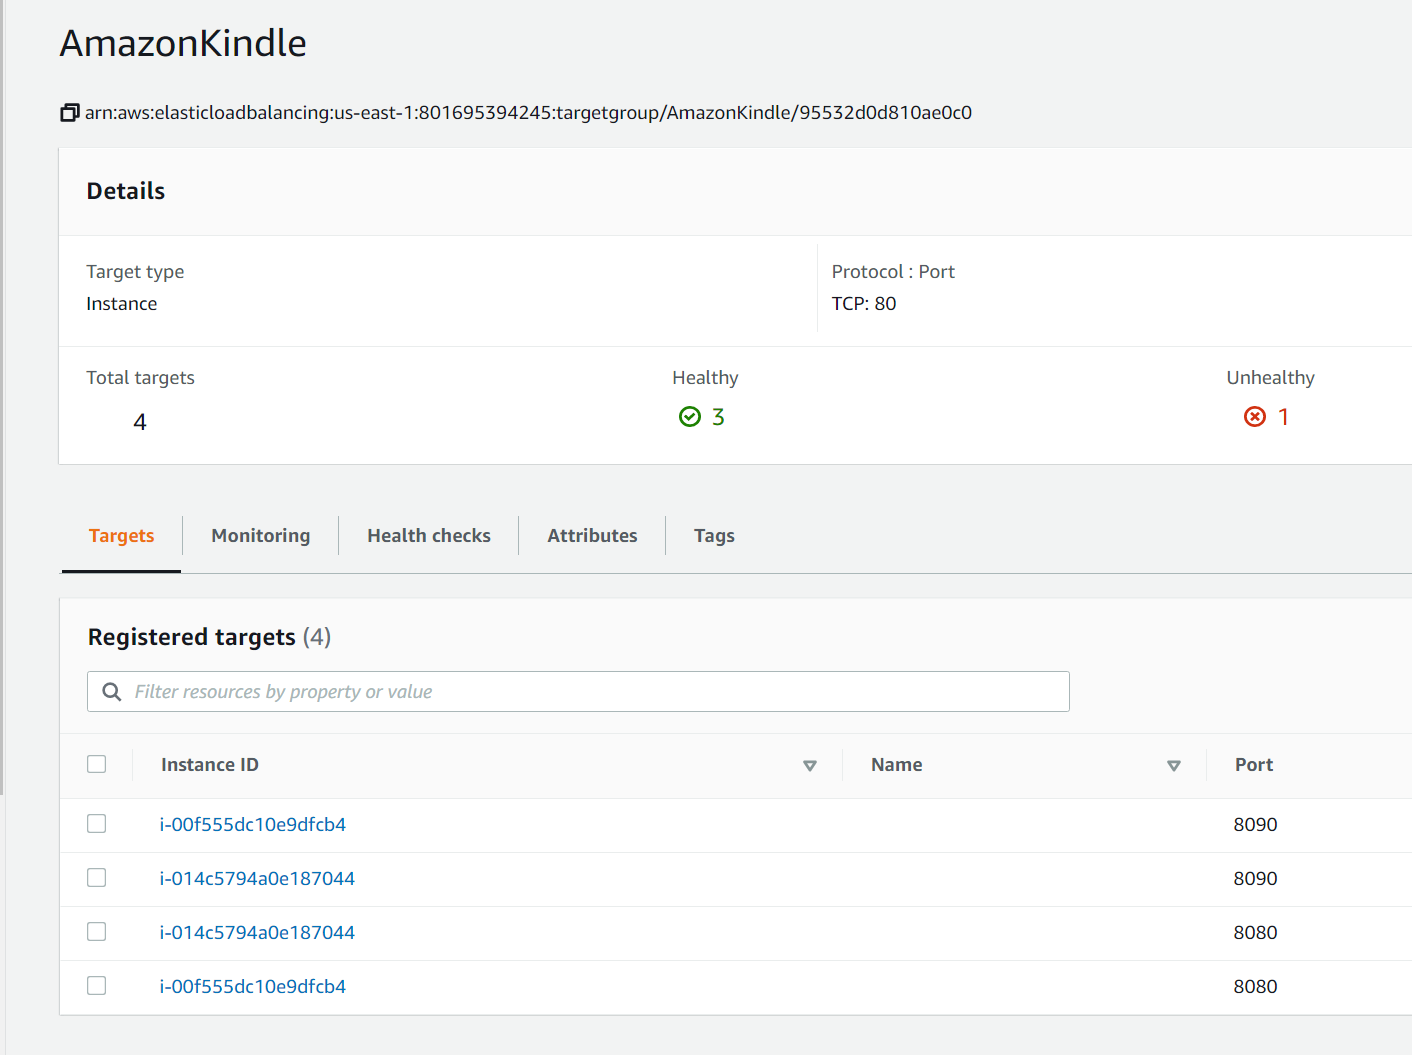 AmazonKindle
arn:aws:elasticloadbalancing:us-east-1:801695394245:targetgroup/AmazonKindle/95532d0d810ae0c0
Details
Target type
Instance
Protocol : Port
TCP: 80
Total targets
4
Healthy
3
Unhealthy
1
Targets Monitoring Health checks Attributes Tags
Registered targets (4)
Filter resources by property or value
Instance ID Name Port
i-00f555dc10e9dfcb4 8090
i-014c5794a0e187044 8090
i-014c5794a0e187044 8080
i-00f555dc10e9dfcb4 8080